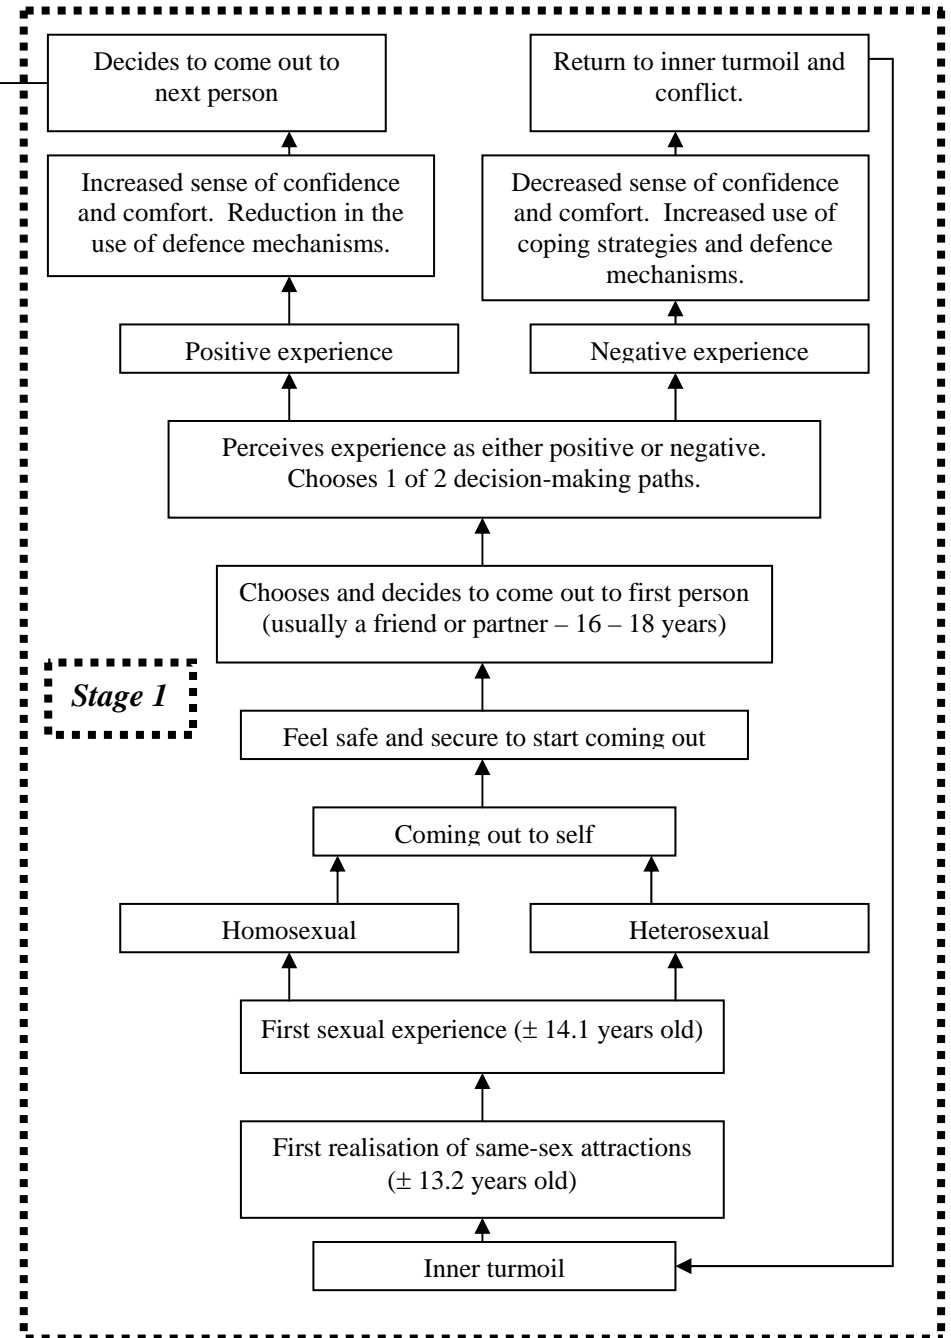 Decides to come out to
next person
Return to inner turmoil and
conflict.
Increased sense of confidence
and comfort. Reduction in the
use of defence mechanisms.
Decreased sense of confidence
and comfort. Increased use of
coping strategies and defence
mechanisms.
Positive experience
Negative experience
Perceives experience as either positive or negative.
Chooses 1 of 2 decision-making paths.
Chooses and decides to come out to first person
(usually a friend or partner – 16 – 18 years)
Stage 1
Feel safe and secure to start coming out
Coming out to self
Homosexual
Heterosexual
First sexual experience (± 14.1 years old)
First realisation of same-sex attractions
(± 13.2 years old)
Inner turmoil